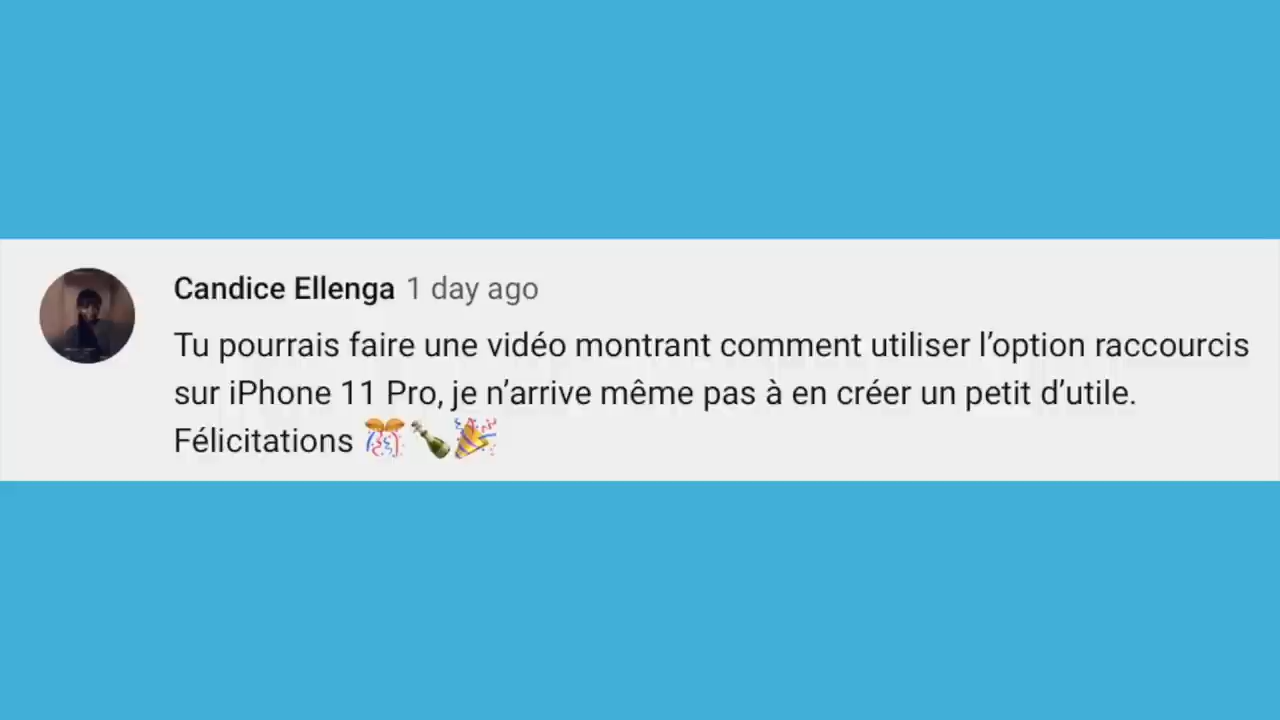 Candice Ellenga 1 day ago
Tu pourrais faire une vidéo montrant comment utiliser l’option raccourcis
sur iPhone 11 Pro, je n’arrive même pas à en créer un petit d’utile.
Félicitations 🎊🍾🎉